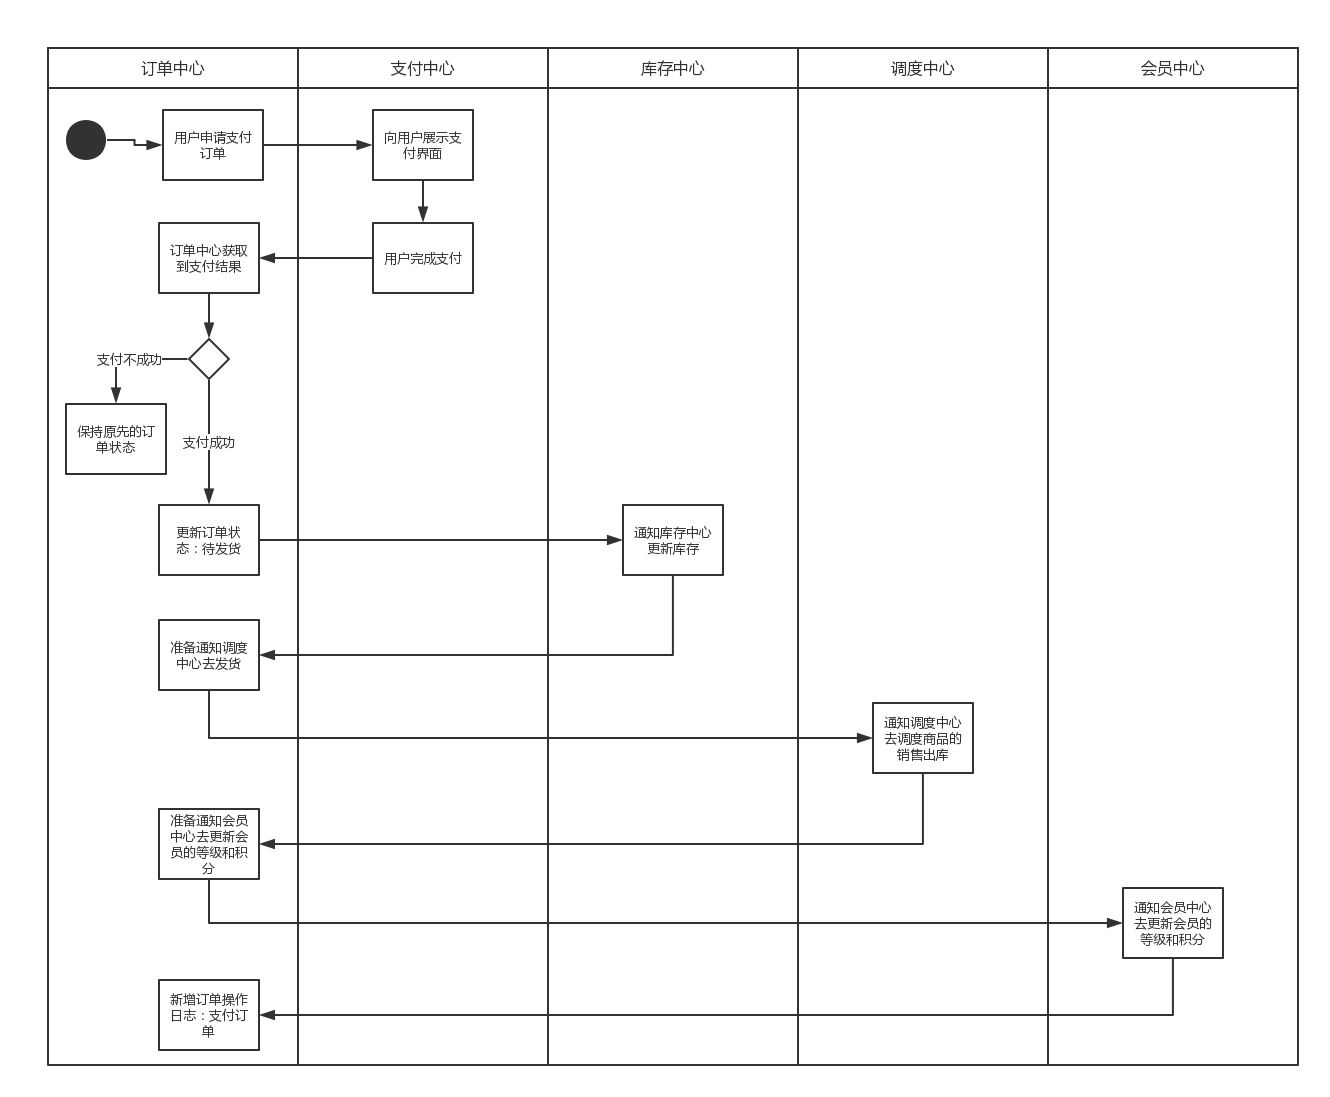 订单中心
支付中心
库存中心
调度中心
会员中心
用户申请支付
订单
向用户展示支
付界面
订单中心获取
到支付结果
用户完成支付
支付不成功
保持原先的订
单状态
支付成功
更新订单状
态：待发货
通知库存中心
更新库存
准备通知调度
中心去发货
通知调度中心
去调度商品的
销售出库
准备通知会员
中心去更新会
员的等级和积
分
通知会员中心
去更新会员的
等级和积分
新增订单操作
日志：支付订
单